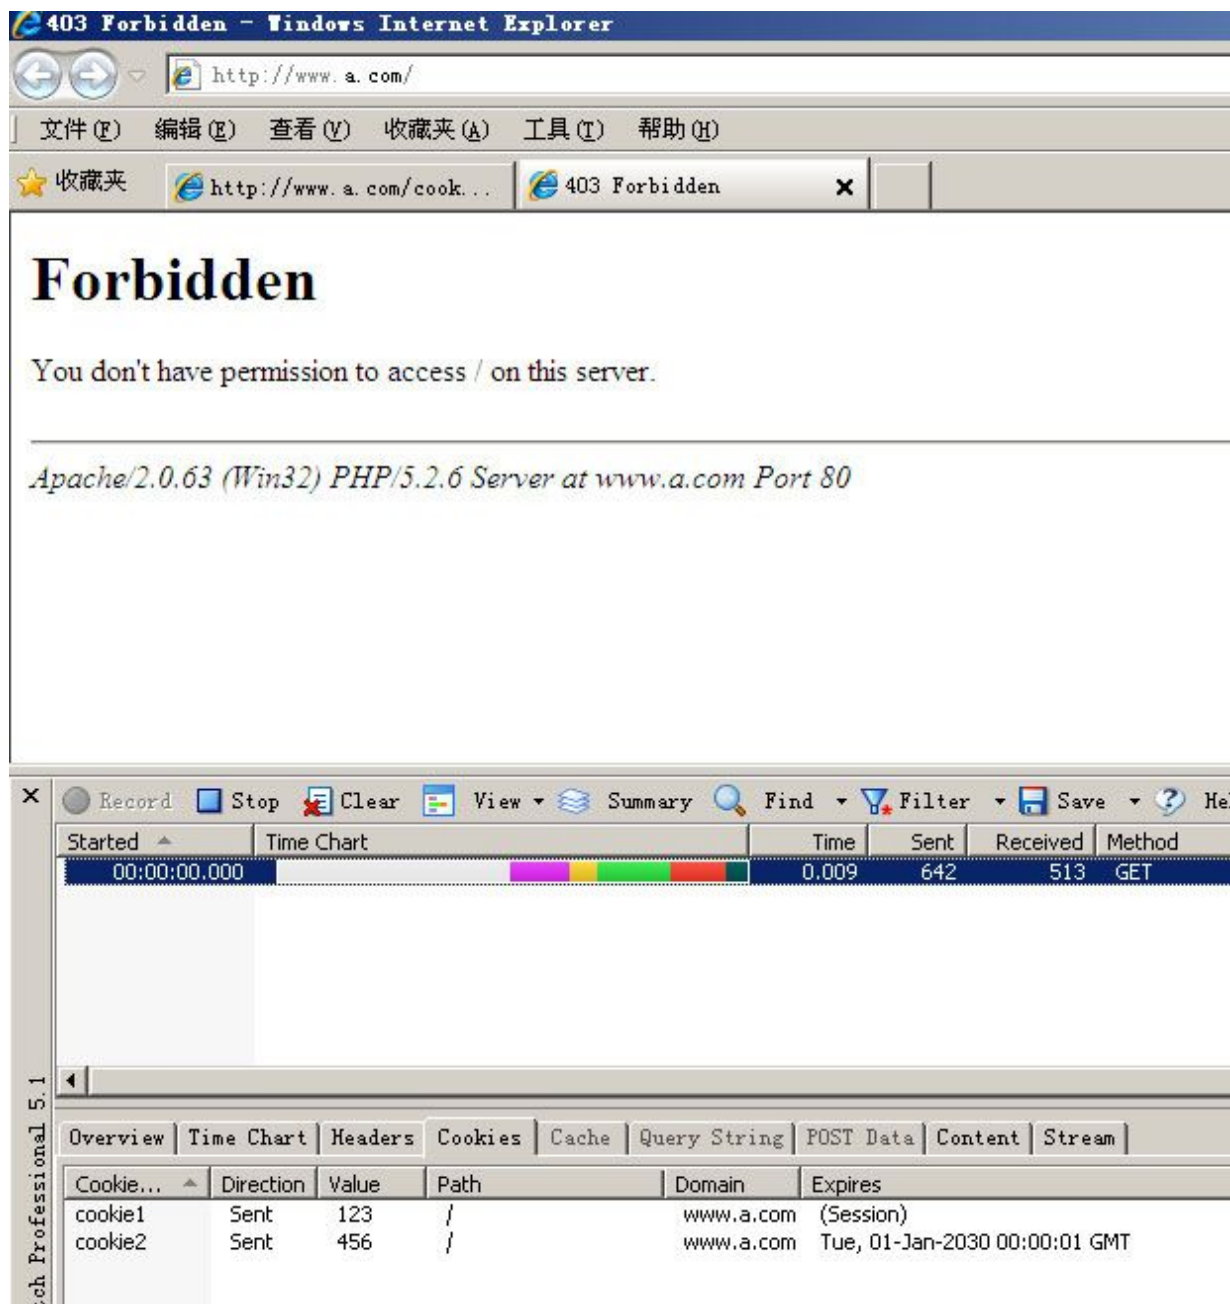 403 Forbidden - Windows Internet Explorer
http://www.a.com/
文件(F) 编辑(E) 查看(V) 收藏夹(A) 工具(T) 帮助(H)
收藏夹 http://www.a.com/cook... 403 Forbidden
Forbidden
You don't have permission to access / on this server.
Apache/2.0.63 (Win32) PHP/5.2.6 Server at www.a.com Port 80
Record Stop Clear View Summary Find Filter Save
Started Time Chart Time Sent Received Method
00:00:00.000 0.009 642 513 GET
Overview Time Chart Headers Cookies Cache Query String POST Data Content Stream
Cookie... Direction Value Path Domain Expires
cookie1 Sent 123 / www.a.com (Session)
cookie2 Sent 456 / www.a.com Tue, 01-Jan-2030 00:00:01 GMT
Professional 5.1